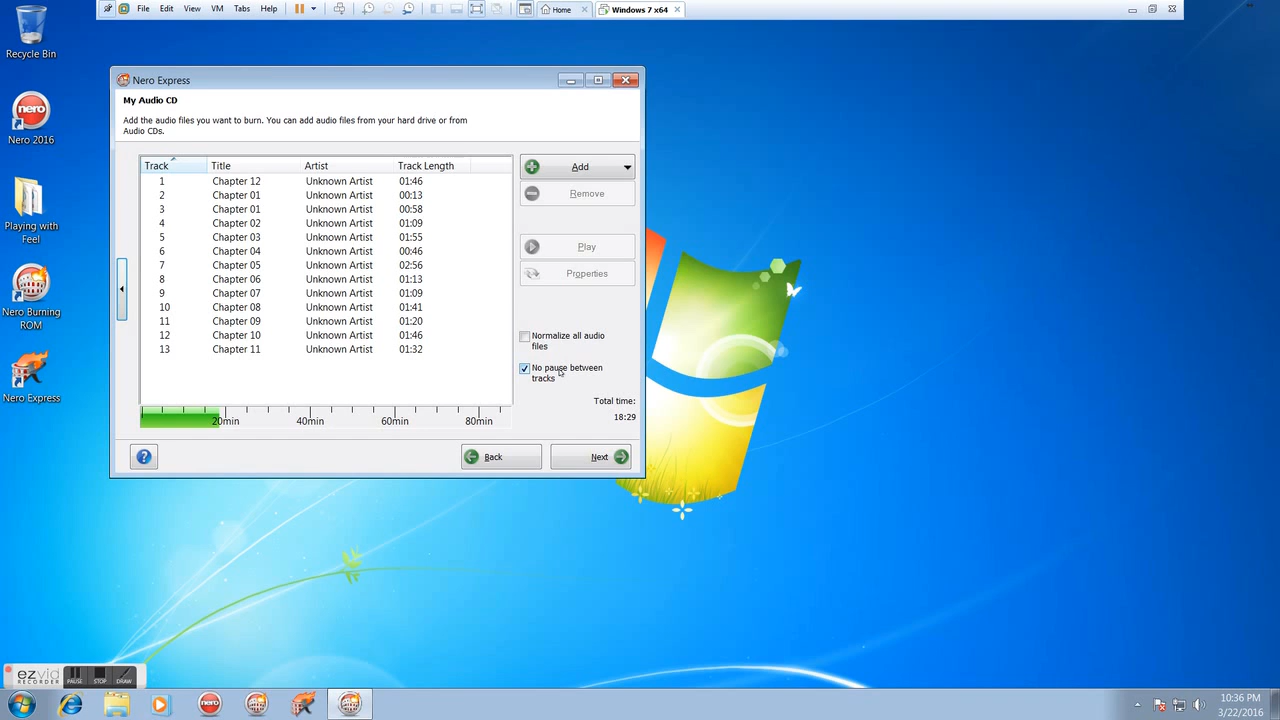 File Edit View VM Tabs Help Home Windows 7 x64
Recycle Bin
nero
Nero 2016
Playing with
Feel
Nero Burning
ROM
Nero Express
Nero Express
My Audio CD
Add the audio files you want to burn. You can add audio files from your hard drive or from
Audio CDs.
Track Title Artist Track Length
1 Chapter 12 Unknown Artist 01:46
2 Chapter 01 Unknown Artist 00:13
3 Chapter 01 Unknown Artist 00:58
4 Chapter 02 Unknown Artist 01:09
5 Chapter 03 Unknown Artist 01:55
6 Chapter 04 Unknown Artist 00:46
7 Chapter 05 Unknown Artist 02:56
8 Chapter 06 Unknown Artist 01:13
9 Chapter 07 Unknown Artist 01:09
10 Chapter 08 Unknown Artist 01:41
11 Chapter 09 Unknown Artist 01:20
12 Chapter 10 Unknown Artist 01:46
13 Chapter 11 Unknown Artist 01:32
Add
Remove
Play
Properties
Normalize all audio
files
No pause between
tracks
Total time:
18:29
20min 40min 60min 80min
? Back Next
ezvid
RECORDER
PAUSE STOP DRAW
nero
10:36 PM
3/22/2016